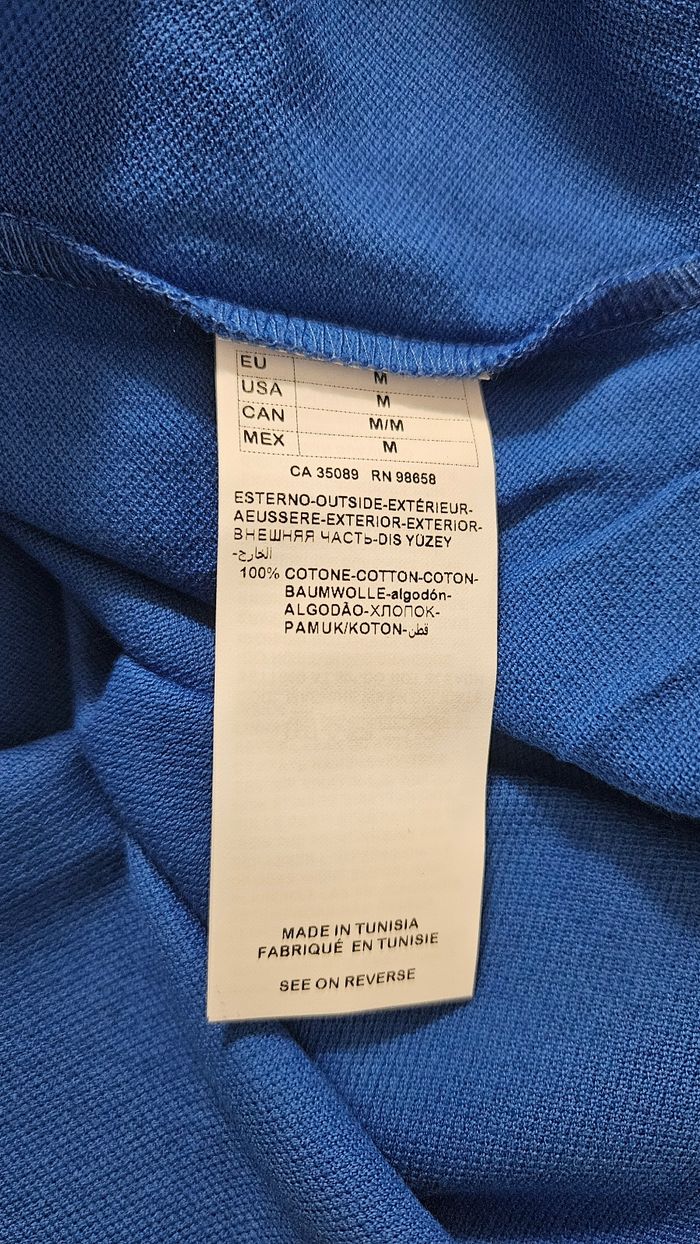 EU M
USA M
CAN M/M
MEX M
CA 35089 RN 98658
ESTERNO-OUTSIDE-EXTÉRIEUR-
AEUSSERE-EXTERIOR-EXTERIOR-
ВНЕШНЯЯ ЧАСТЬ-DIS YÜZEY
-الخارج
100% COTONE-COTTON-COTON-
BAUMWOLLE-algodón-
ALGODÃO-ХЛОПОК-
PAMUK/KOTON-قطن
MADE IN TUNISIA
FABRIQUÉ EN TUNISIE
SEE ON REVERSE